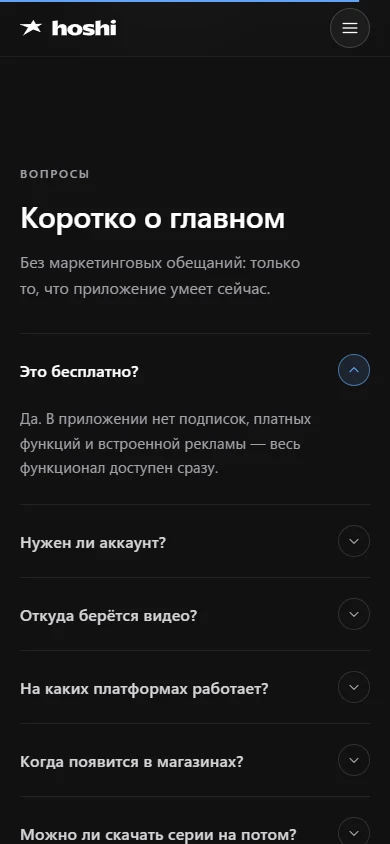 hoshi
ВОПРОСЫ
Коротко о главном
Без маркетинговых обещаний: только
то, что приложение умеет сейчас.
Это бесплатно?
Да. В приложении нет подписок, платных
функций и встроенной рекламы — весь
функционал доступен сразу.
Нужен ли аккаунт?
Откуда берётся видео?
На каких платформах работает?
Когда появится в магазинах?
Можно ли скачать серии на потом?